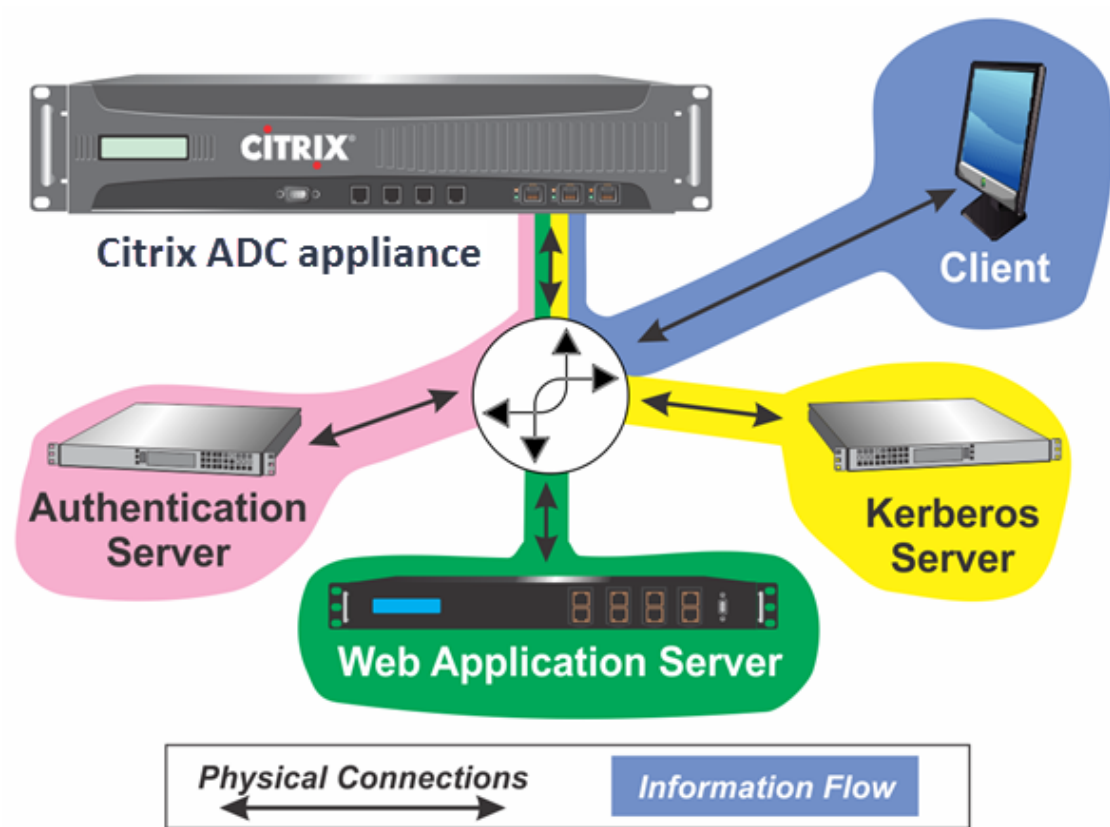 CITRIX®
Citrix ADC appliance
Client
Authentication
Server
Kerberos
Server
Web Application Server
Physical Connections
Information Flow